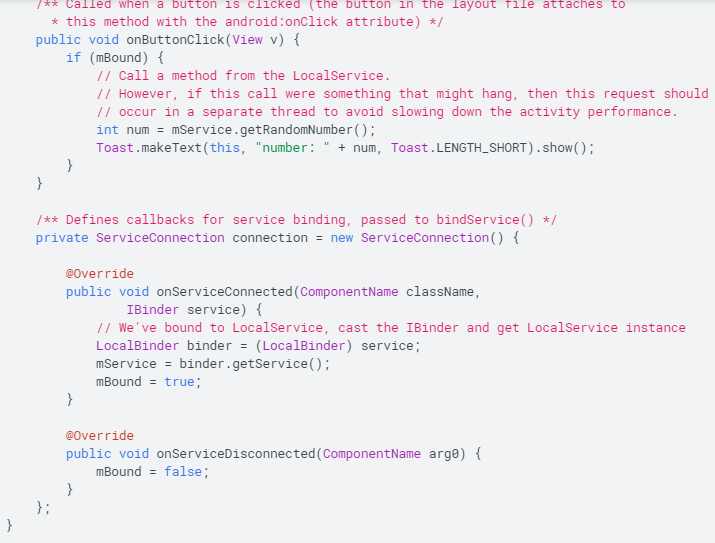 /** Called when a button is clicked (the button in the layout file attaches to
* this method with the android:onClick attribute) */
public void onButtonClick(View v) {
if (mBound) {
// Call a method from the LocalService.
// However, if this call were something that might hang, then this request should
// occur in a separate thread to avoid slowing down the activity performance.
int num = mService.getRandomNumber();
Toast.makeText(this, "number: " + num, Toast.LENGTH_SHORT).show();
}
}
/** Defines callbacks for service binding, passed to bindService() */
private ServiceConnection connection = new ServiceConnection() {
@Override
public void onServiceConnected(ComponentName className,
IBinder service) {
// We've bound to LocalService, cast the IBinder and get LocalService instance
LocalBinder binder = (LocalBinder) service;
mService = binder.getService();
mBound = true;
}
@Override
public void onServiceDisconnected(ComponentName arg0) {
mBound = false;
}
};
}